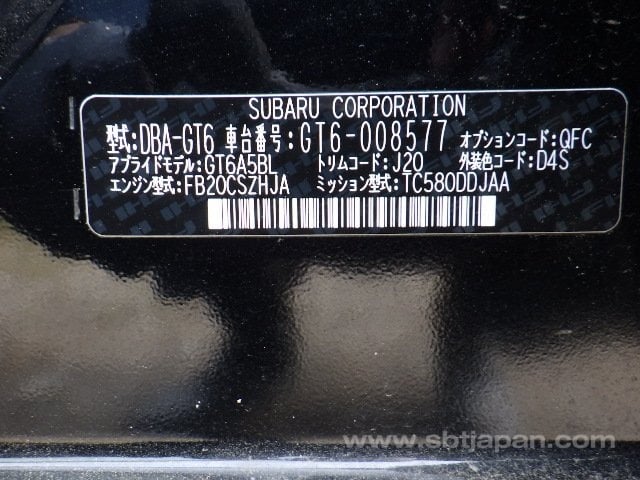 SUBARU CORPORATION
型式:DBA-GT6 車台番号:GT6-008577 オプションコード:QFC
アプライドモデル:GT6A5BL トリムコード:J20 外装色コード:D4S
エンジン型式:FB20CSZHJA ミッション型式:TC580DDJAA
www.sbtjapan.com